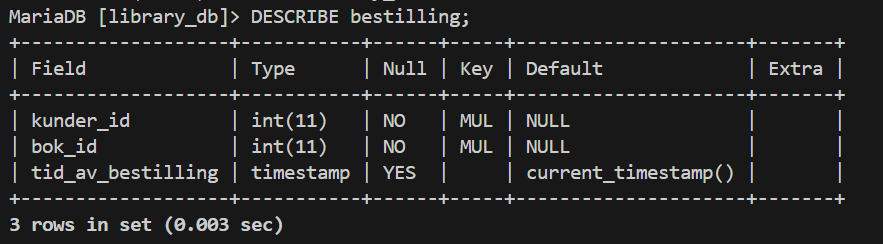 MariaDB [library_db]> DESCRIBE bestilling;
+-------------------+-----------+------+-----+---------------------+-------+
| Field             | Type      | Null | Key | Default             | Extra |
+-------------------+-----------+------+-----+---------------------+-------+
| kunder_id         | int(11)   | NO   | MUL | NULL                |       |
| bok_id            | int(11)   | NO   | MUL | NULL                |       |
| tid_av_bestilling | timestamp | YES  |     | current_timestamp() |       |
+-------------------+-----------+------+-----+---------------------+-------+
3 rows in set (0.003 sec)